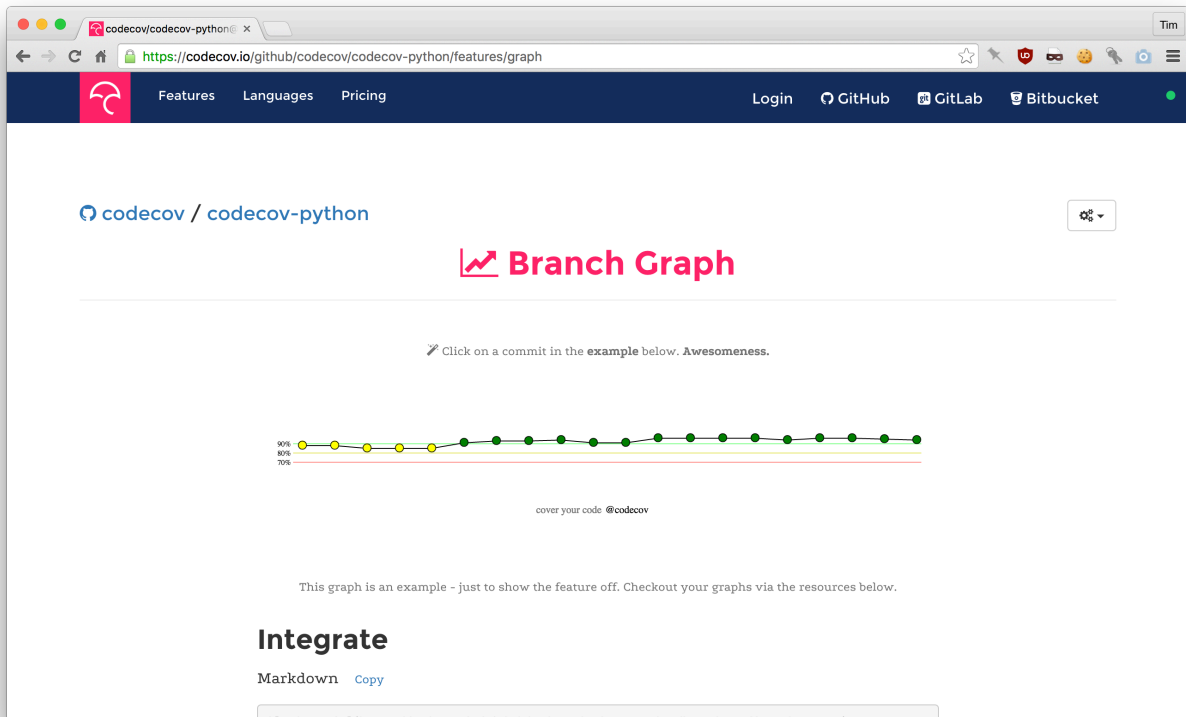 codecov/codecov-python@
Tim
https://codecov.io/github/codecov/codecov-python/features/graph
Features Languages Pricing Login GitHub GitLab Bitbucket
codecov / codecov-python
Branch Graph
Click on a commit in the example below. Awesomeness.
90%
80%
70%
cover your code @codecov
This graph is an example - just to show the feature off. Checkout your graphs via the resources below.
Integrate
Markdown Copy